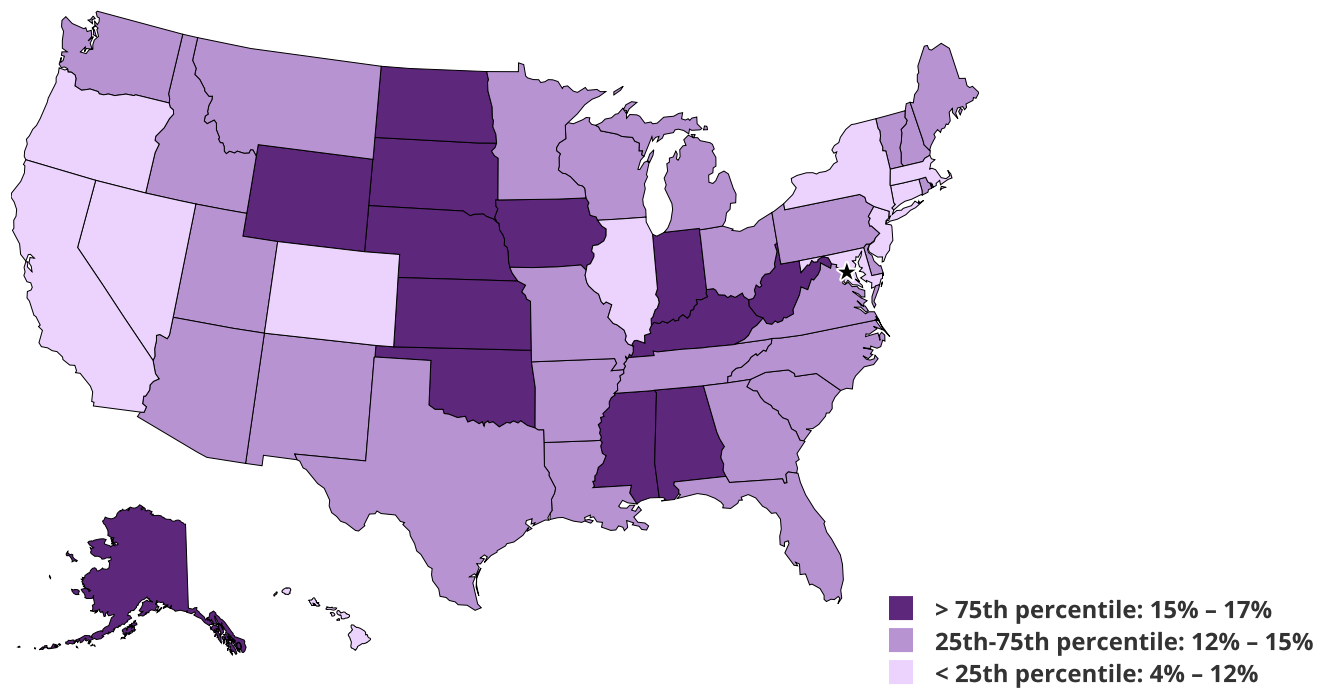 > 75th percentile: 15% – 17%
25th-75th percentile: 12% – 15%
< 25th percentile: 4% – 12%